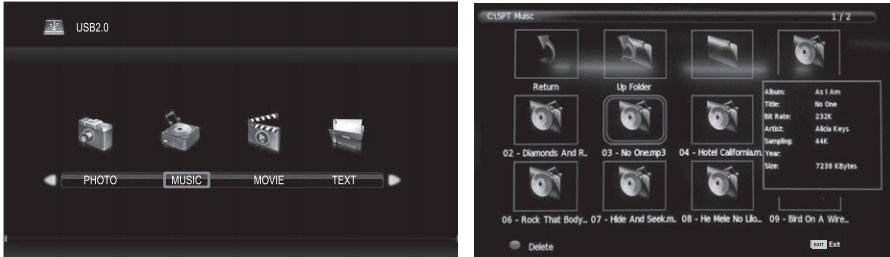 USB2.0
PHOTO MUSIC MOVIE TEXT
C:\SPT Muisc 1 / 2
Return Up Folder
Album: As I Am
Title: No One
Bit Rate: 232K
Artist: Alicia Keys
Sampling: 44K
Year:
Size: 7238 KBytes
02 - Diamonds And R... 03 - No One.mp3 04 - Hotel California.m
06 - Rock That Body... 07 - Hide And Seek.m... 08 - He Mele No Lilo... 09 - Bird On A Wire...
Delete EXIT Exit